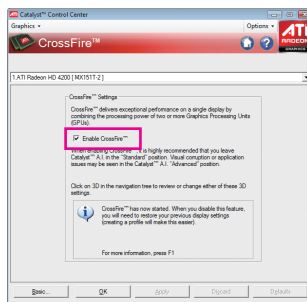 Catalyst™ Control Center
Graphics
Options
ATI
RADEON
GRAPHICS
CrossFire™
1.ATI Radeon HD 4200 [ MX151T-2 ]
CrossFire™ Settings
CrossFire™ delivers exceptional performance on a single display by
combining the processing power of two or more Graphics Processing Units
(GPUs).
Enable CrossFire™
When enabling CrossFire™, it is highly recommended that you leave
Catalyst™ A.I. in the "Standard" position. Visual corruption or application
issues may be seen in the Catalyst™ A.I. "Advanced" position.
Click on 3D in the navigation tree to review or change either of these 3D
settings.
CrossFire™ has now started. When you disable this feature,
you will need to restore your previous display settings
(creating a profile will make this easier).
For more information, press F1
Basic...
OK
Apply
Discard
Defaults